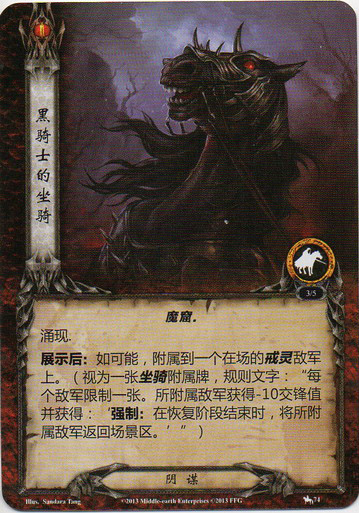 黑骑士的坐骑
3/5
魔窟.
涌现.
展示后：如可能，附属到一个在场的戒灵敌军
上。（视为一张坐骑附属牌，规则文字：“每
个敌军限制一张。所附属敌军获得-10交锋值
并获得：‘强制：在恢复阶段结束时，将所附
属敌军返回场景区。’”）
阴谋
Illus. Sandara Tang ©2013 Middle-earth Enterprises ©2013 FFG 74